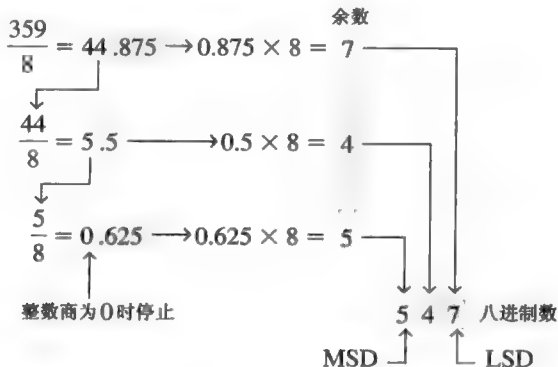 余数
359/8 = 44.875 → 0.875 × 8 = 7
44/8 = 5.5 → 0.5 × 8 = 4
5/8 = 0.625 → 0.625 × 8 = 5
整数商为0时停止
5 4 7 八进制数
MSD LSD